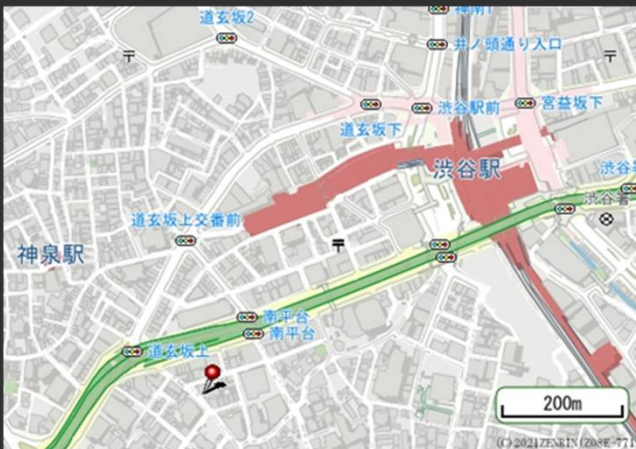 神南1
道玄坂2
井ノ頭通り入口
渋谷駅前
宮益坂下
道玄坂下
渋谷駅
渋谷
渋谷署
道玄坂上交番前
神泉駅
南平台
南平台
道玄坂上
200m
(C)2021ZENRIN(Z08E-771